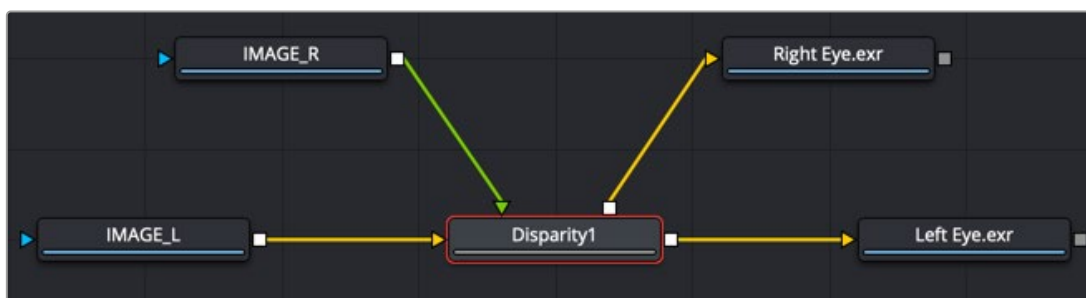 IMAGE_R
Right Eye.exr
IMAGE_L
Disparity1
Left Eye.exr